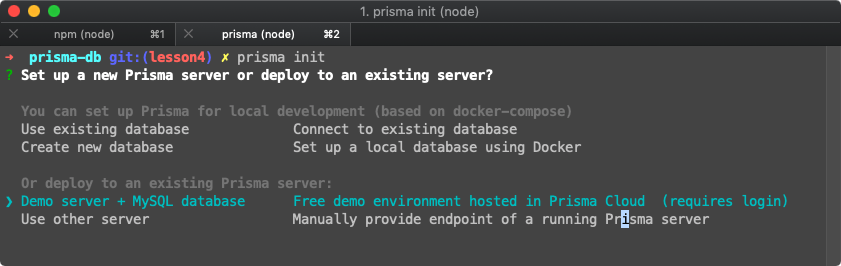 1. prisma init (node)
× npm (node) ⌘1 × prisma (node) ⌘2
➜ prisma-db git:(lesson4) ✗ prisma init
? Set up a new Prisma server or deploy to an existing server?
You can set up Prisma for local development (based on docker-compose)
Use existing database Connect to existing database
Create new database Set up a local database using Docker
Or deploy to an existing Prisma server:
❯ Demo server + MySQL database Free demo environment hosted in Prisma Cloud (requires login)
Use other server Manually provide endpoint of a running Prisma server